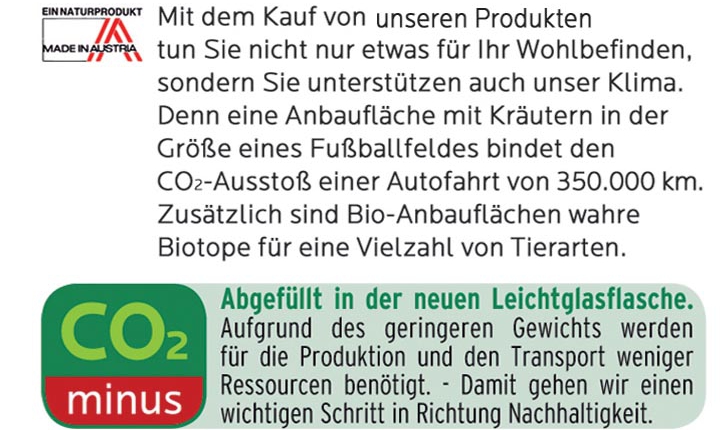 EIN NATURPRODUKT
MADE IN AUSTRIA
Mit dem Kauf von unseren Produkten
tun Sie nicht nur etwas für Ihr Wohlbefinden,
sondern Sie unterstützen auch unser Klima.
Denn eine Anbaufläche mit Kräutern in der
Größe eines Fußballfeldes bindet den
CO₂-Ausstoß einer Autofahrt von 350.000 km.
Zusätzlich sind Bio-Anbauflächen wahre
Biotope für eine Vielzahl von Tierarten.
CO₂
minus
Abgefüllt in der neuen Leichtglasflasche.
Aufgrund des geringeren Gewichts werden
für die Produktion und den Transport weniger
Ressourcen benötigt. - Damit gehen wir einen
wichtigen Schritt in Richtung Nachhaltigkeit.